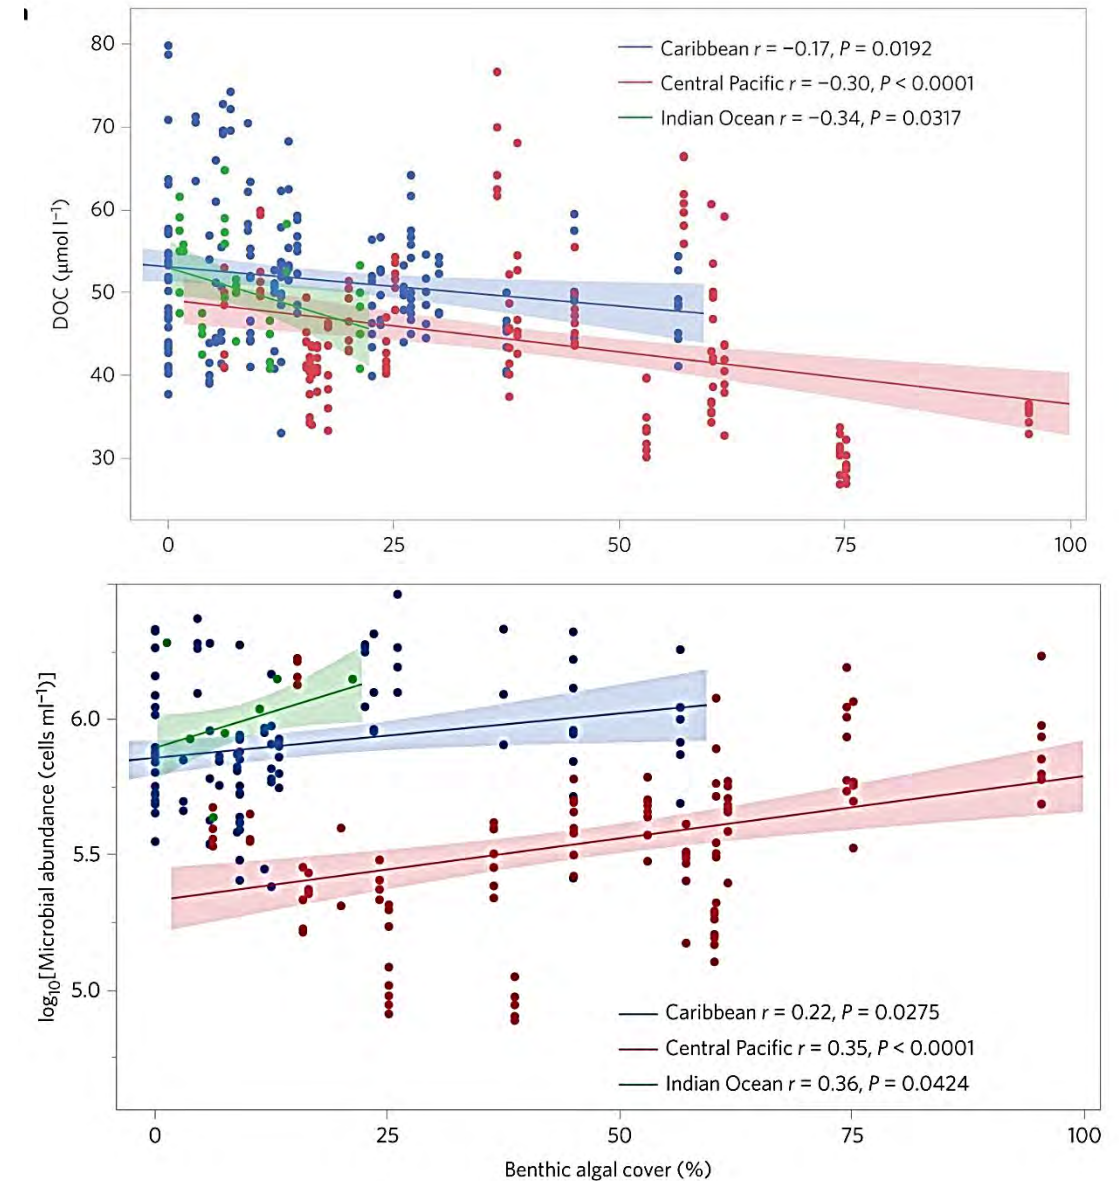 80
Caribbean r = −0.17, P = 0.0192
Central Pacific r = −0.30, P < 0.0001
Indian Ocean r = −0.34, P = 0.0317
70
60
DOC (μmol l⁻¹)
50
40
30
0 25 50 75 100
6.0
log₁₀[Microbial abundance (cells ml⁻¹)]
5.5
5.0
Caribbean r = 0.22, P = 0.0275
Central Pacific r = 0.35, P < 0.0001
Indian Ocean r = 0.36, P = 0.0424
0 25 50 75 100
Benthic algal cover (%)